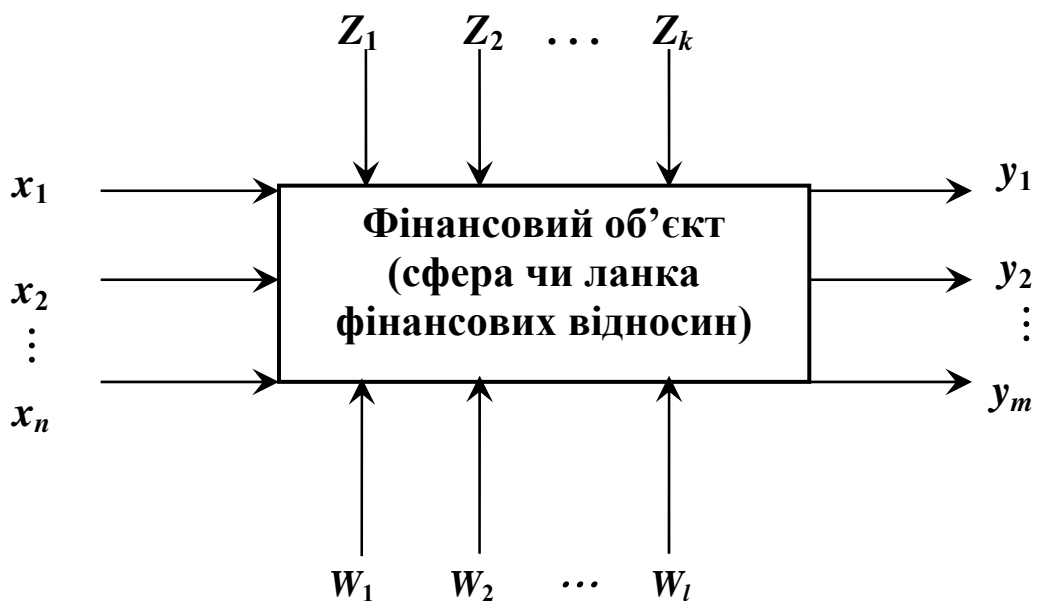 Z₁ Z₂ ... Zₖ
x₁
y₁
Фінансовий об’єкт
(сфера чи ланка
фінансових відносин)
x₂
y₂
⋮
⋮
xₙ
yₘ
W₁ W₂ ... Wₗ